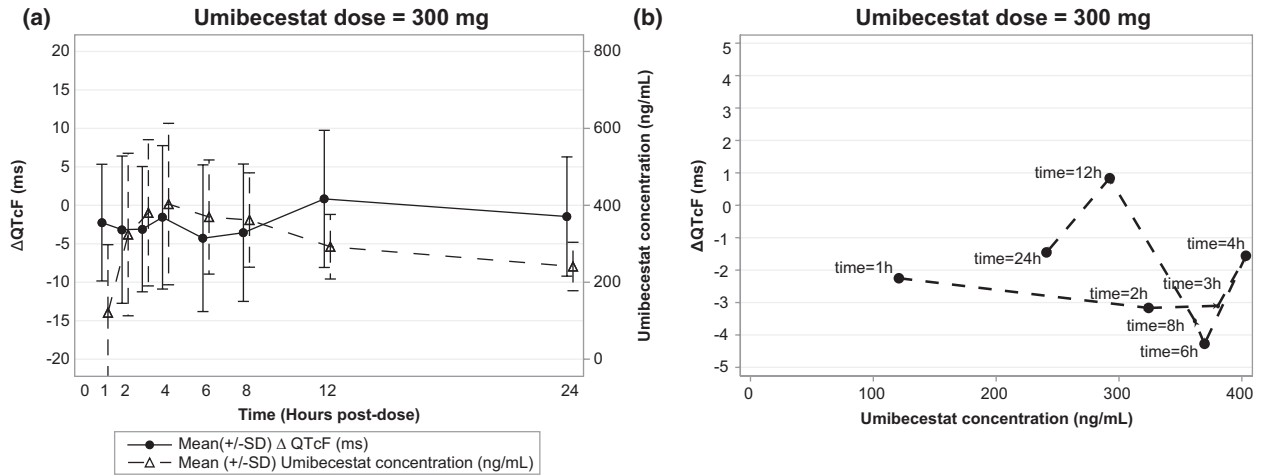 (a)
Umibecestat dose = 300 mg
20
15
10
5
0
-5
-10
-15
-20
ΔQTcF (ms)
800
600
400
200
0
Umibecestat concentration (ng/mL)
0 1 2 4 6 8 12 24
Time (Hours post-dose)
Mean(+/-SD) Δ QTcF (ms)
Mean (+/-SD) Umibecestat concentration (ng/mL)
(b)
Umibecestat dose = 300 mg
5
4
3
2
1
0
-1
-2
-3
-4
-5
ΔQTcF (ms)
time=12h
time=4h
time=24h
time=1h
time=3h
time=2h
time=8h
time=6h
0 100 200 300 400
Umibecestat concentration (ng/mL)